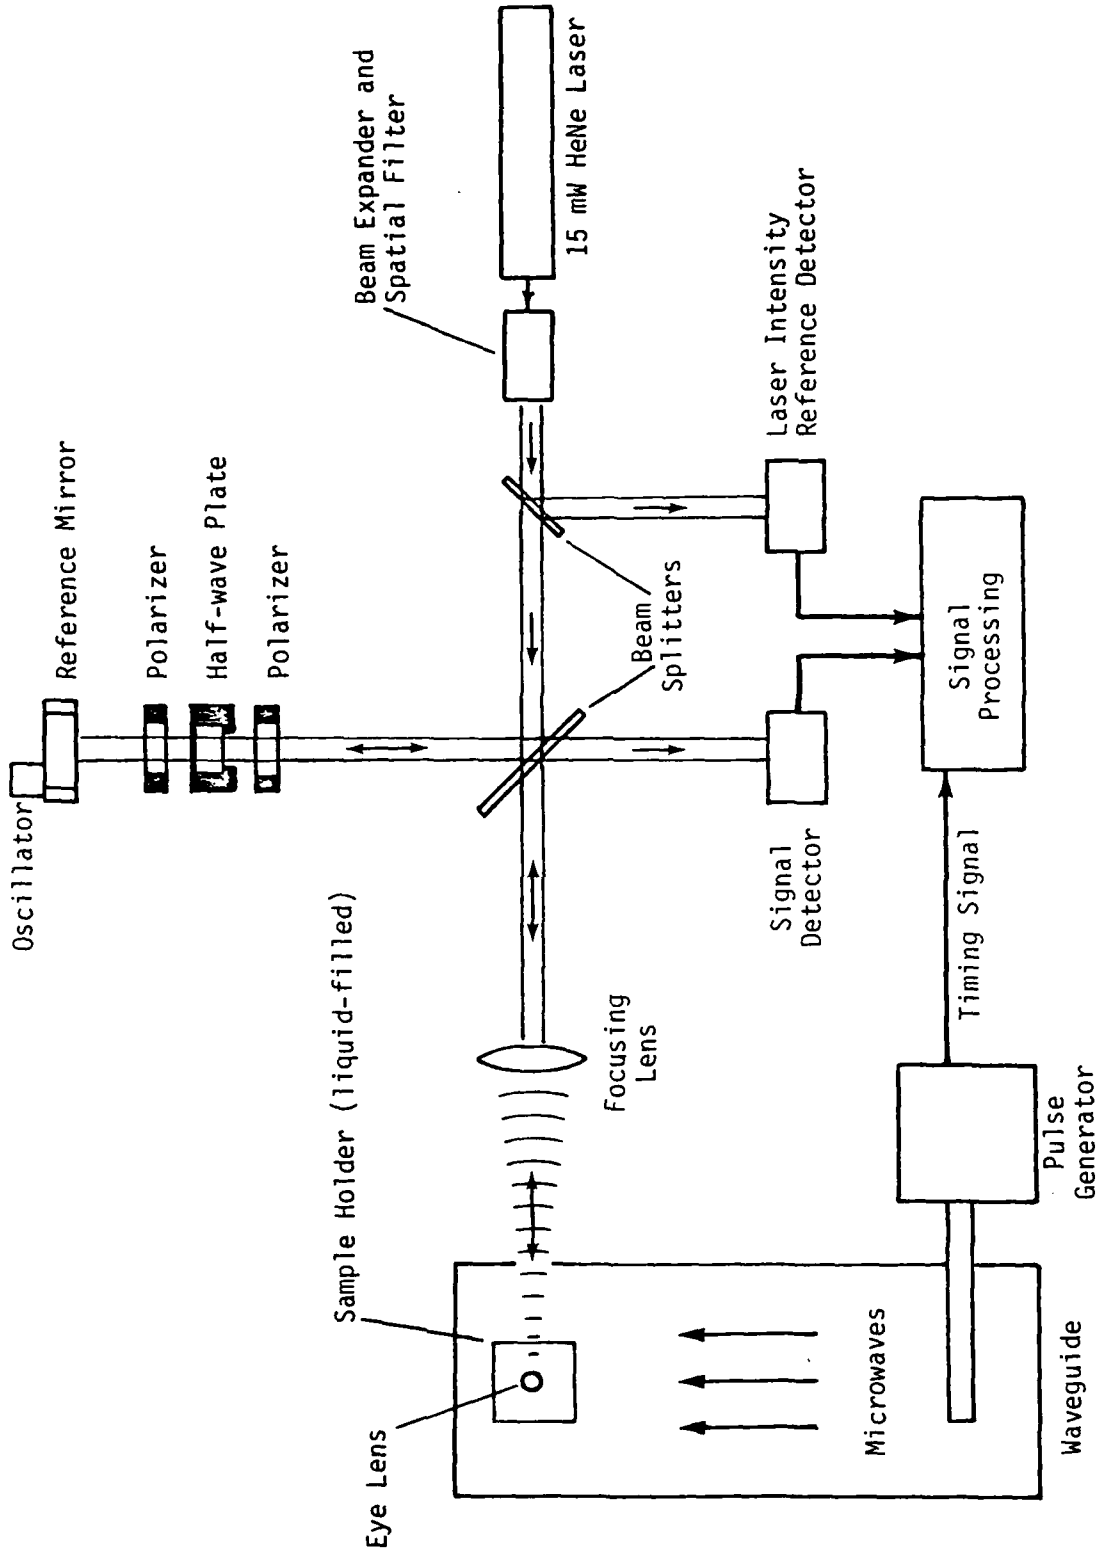 Oscillator
Reference Mirror
Polarizer
Half-wave Plate
Polarizer
Beam Expander and
Spatial Filter
15 mW HeNe Laser
Sample Holder (liquid-filled)
Eye Lens
Focusing
Lens
Beam
Splitters
Signal
Detector
Laser Intensity
Reference Detector
Signal
Processing
Timing Signal
Pulse
Generator
Microwaves
Waveguide